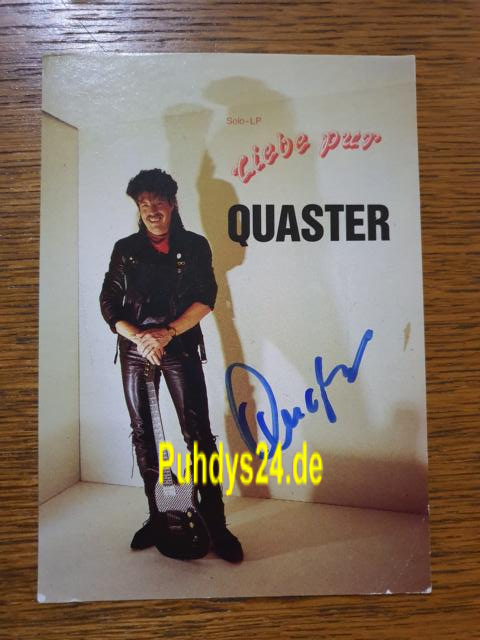 Solo-LP
Liebe pur
QUASTER
Quaster
Puhdys24.de